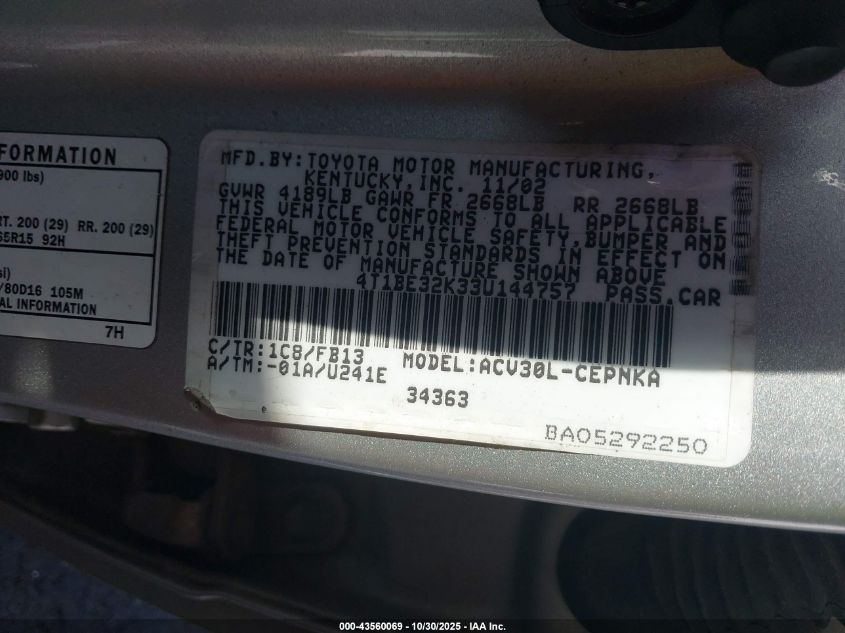 FORMATION
900 lbs)
RT. 200 (29) RR. 200 (29)
65R15 92H
si)
/80D16 105M
AL INFORMATION
7H
MFD.BY:TOYOTA MOTOR MANUFACTURING,
KENTUCKY,INC. 11/02
GVWR 4189LB GAWR FR 2668LB RR 2668LB
THIS VEHICLE CONFORMS TO ALL APPLICABLE
FEDERAL MOTOR VEHICLE SAFETY,BUMPER AND
THEFT PREVENTION STANDARDS IN EFFECT ON
THE DATE OF MANUFACTURE SHOWN ABOVE
4T1BE32K33U144757 PASS.CAR
C/TR:1C8/FB13 MODEL:ACV30L-CEPNKA
A/TM:-01A/U241E
34363
BA05292250
000-43560069 - 10/30/2025 - IAA Inc.